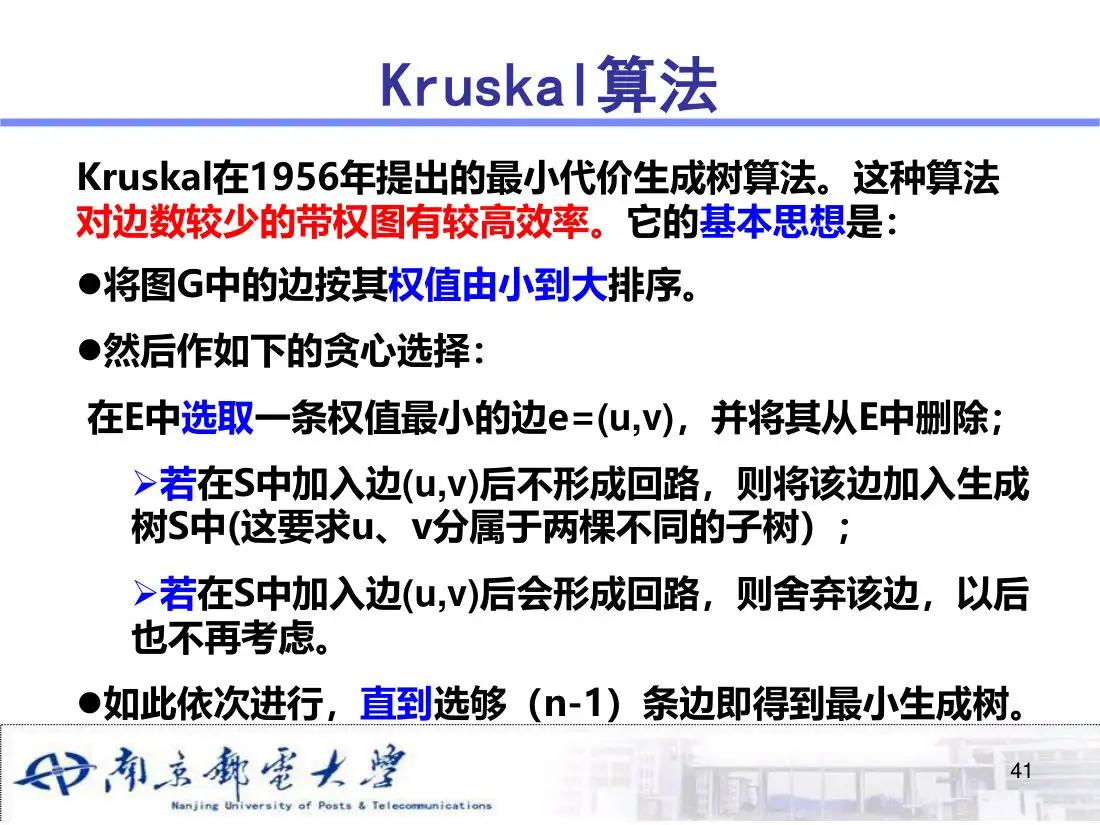 Kruskal算法
Kruskal在1956年提出的最小代价生成树算法。这种算法
对边数较少的带权图有较高效率。它的基本思想是：
●将图G中的边按其权值由小到大排序。
●然后作如下的贪心选择：
在E中选取一条权值最小的边e=(u,v)，并将其从E中删除；
➢若在S中加入边(u,v)后不形成回路，则将该边加入生成
树S中(这要求u、v分属于两棵不同的子树）；
➢若在S中加入边(u,v)后会形成回路，则舍弃该边，以后
也不再考虑。
●如此依次进行，直到选够（n-1）条边即得到最小生成树。
南京邮电大学
Nanjing University of Posts & Telecommunications
41